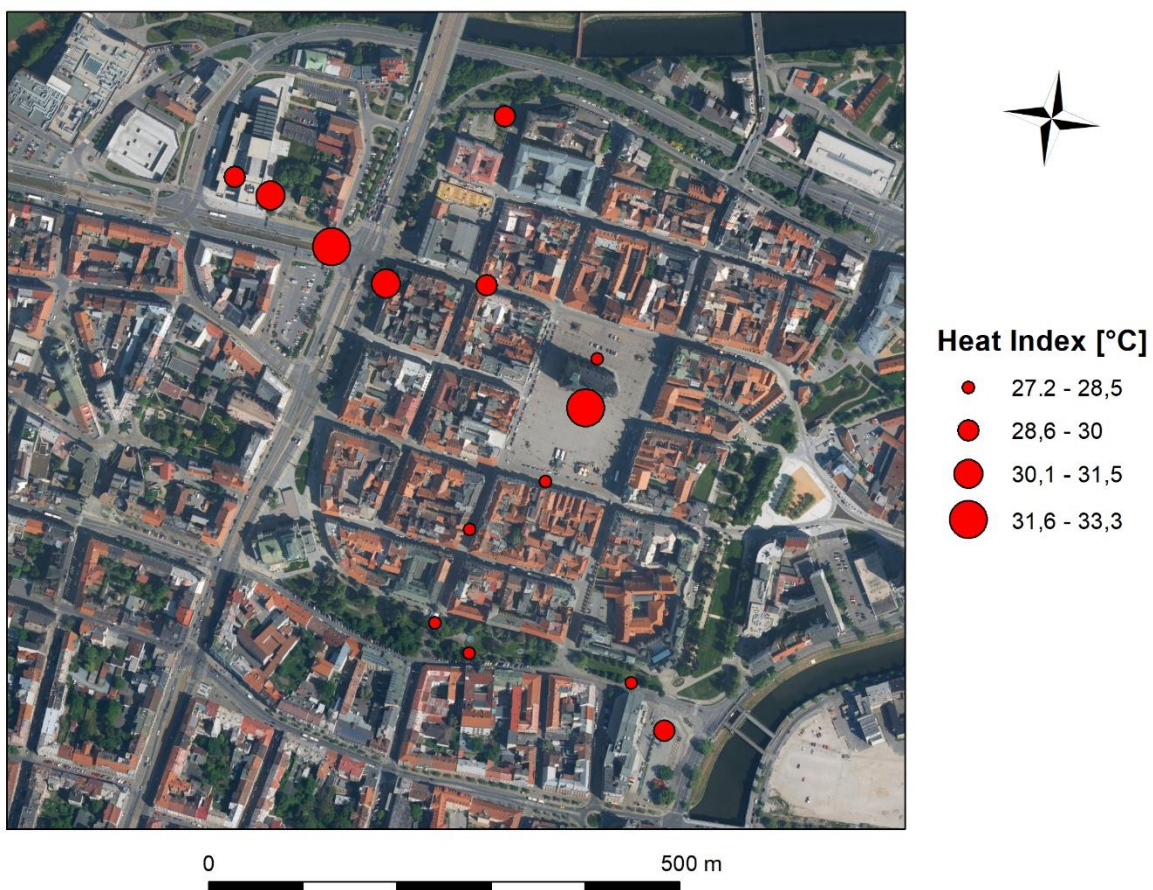 Heat Index [°C]
27.2 - 28,5
28,6 - 30
30,1 - 31,5
31,6 - 33,3
0 500 m